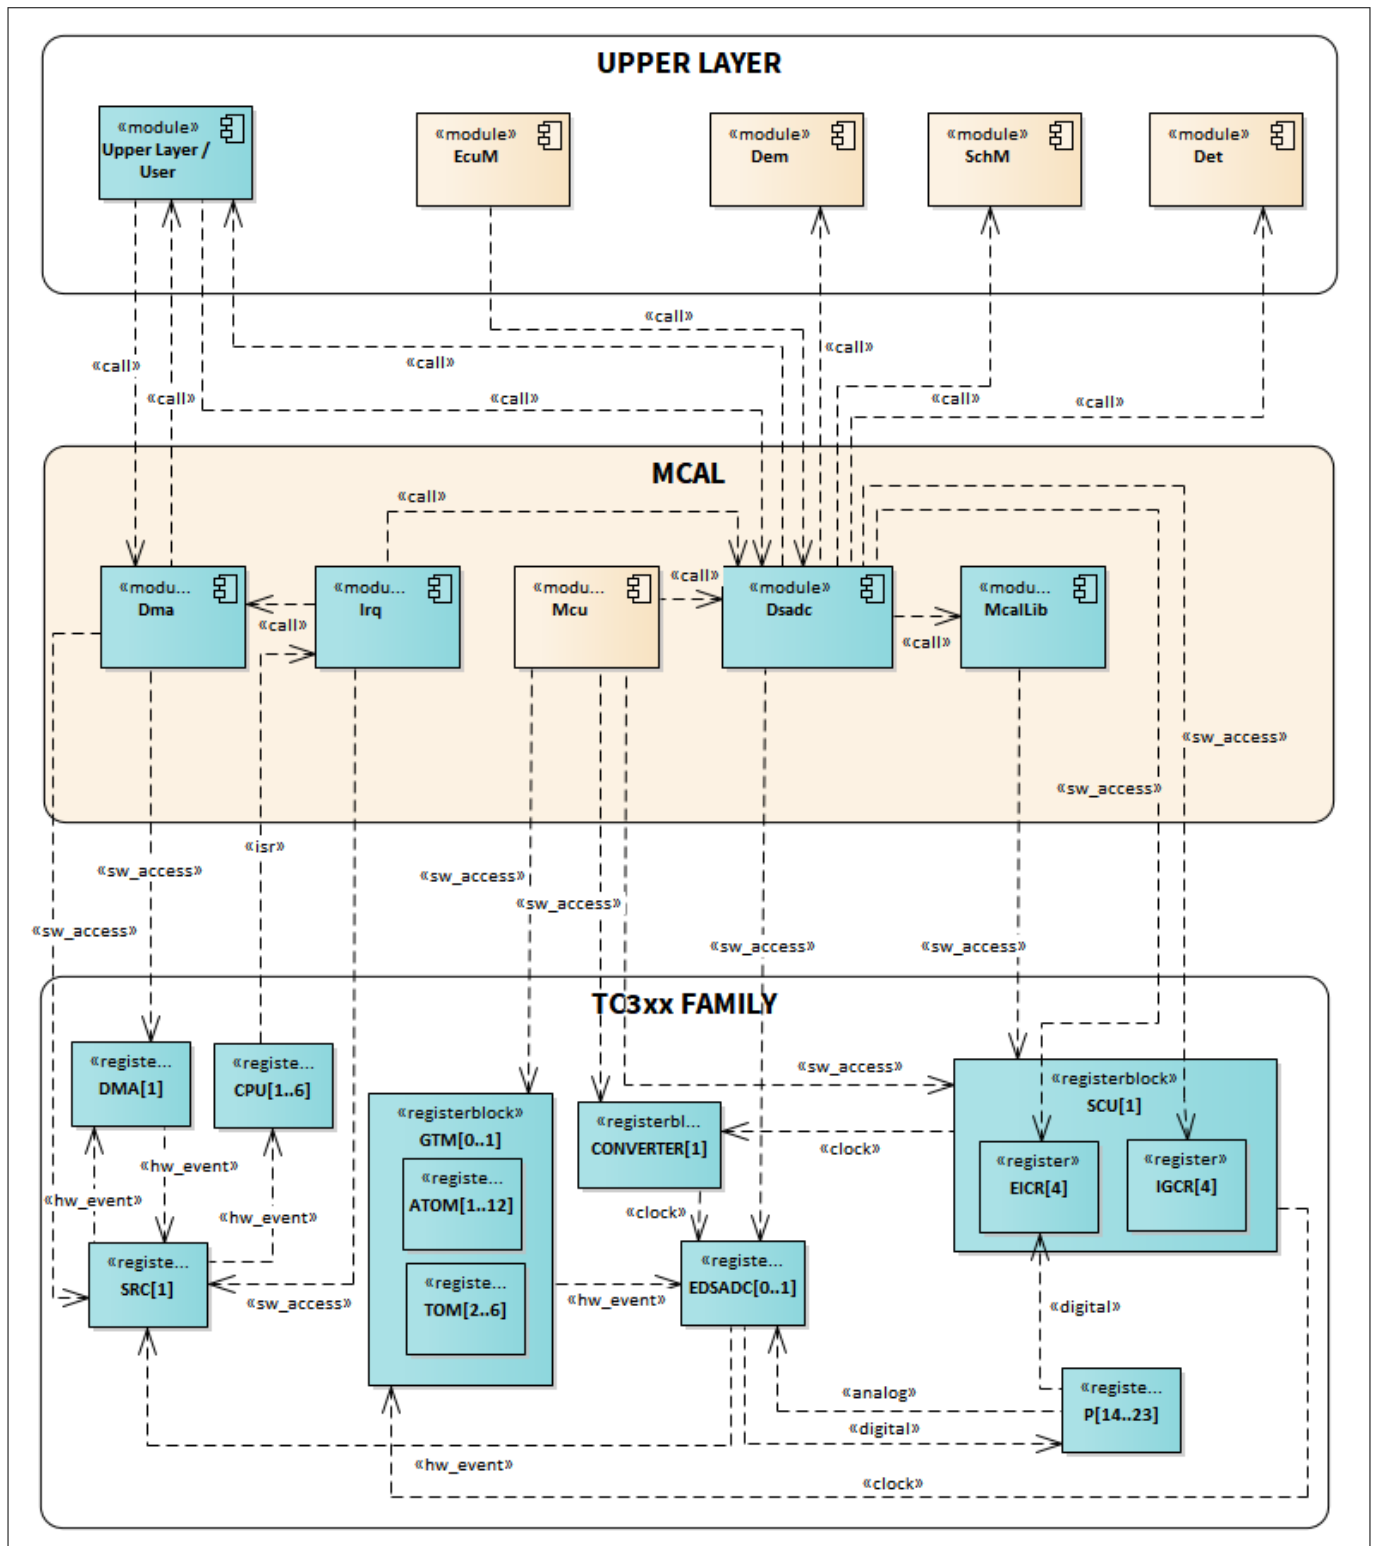 UPPER LAYER
«module»
Upper Layer /
User
«module»
EcuM
«module»
Dem
«module»
SchM
«module»
Det
«call»
«call»
«call»
«call»
«call»
«call»
«call»
«call»
MCAL
«call»
«modu...
Dma
«modu...
Irq
«modu...
Mcu
«module»
Dsadc
«modu...
McalLib
«call»
«call»
«call»
«sw_access»
«sw_access»
«isr»
«sw_access»
«sw_access»
«sw_access»
«sw_access»
«sw_access»
«sw_access»
TC3xx FAMILY
«registe...
DMA[1]
«registe...
CPU[1..6]
«sw_access»
«registerblock»
SCU[1]
«registerblock»
GTM[0..1]
«registerbl...
CONVERTER[1]
«clock»
«register»
EICR[4]
«register»
IGCR[4]
«hw_event»
«hw_event»
«hw_event»
«registe...
ATOM[1..12]
«clock»
«registe...
SRC[1]
«sw_access»
«registe...
TOM[2..6]
«hw_event»
«registe...
EDSADC[0..1]
«digital»
«registe...
P[14..23]
«analog»
«digital»
«hw_event»
«clock»